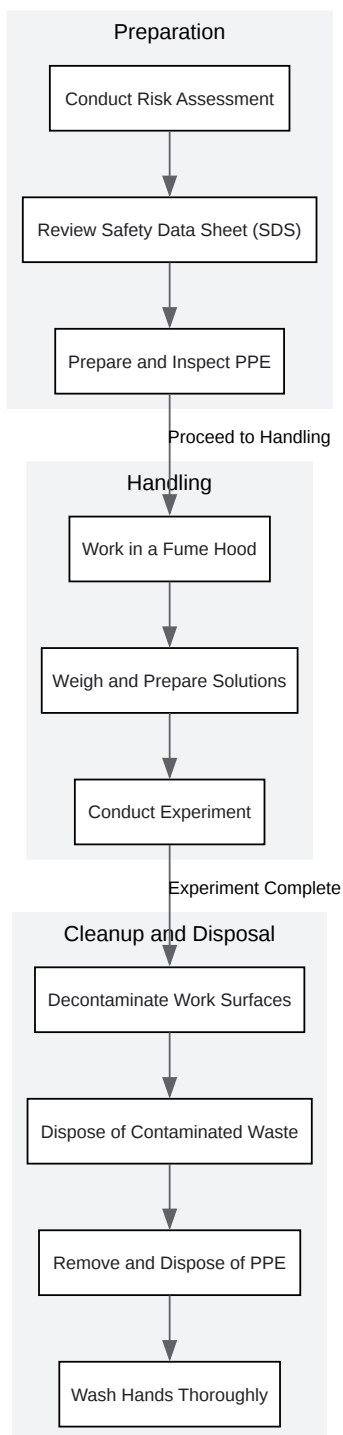 Preparation
Conduct Risk Assessment
Review Safety Data Sheet (SDS)
Prepare and Inspect PPE
Proceed to Handling
Handling
Work in a Fume Hood
Weigh and Prepare Solutions
Conduct Experiment
Experiment Complete
Cleanup and Disposal
Decontaminate Work Surfaces
Dispose of Contaminated Waste
Remove and Dispose of PPE
Wash Hands Thoroughly